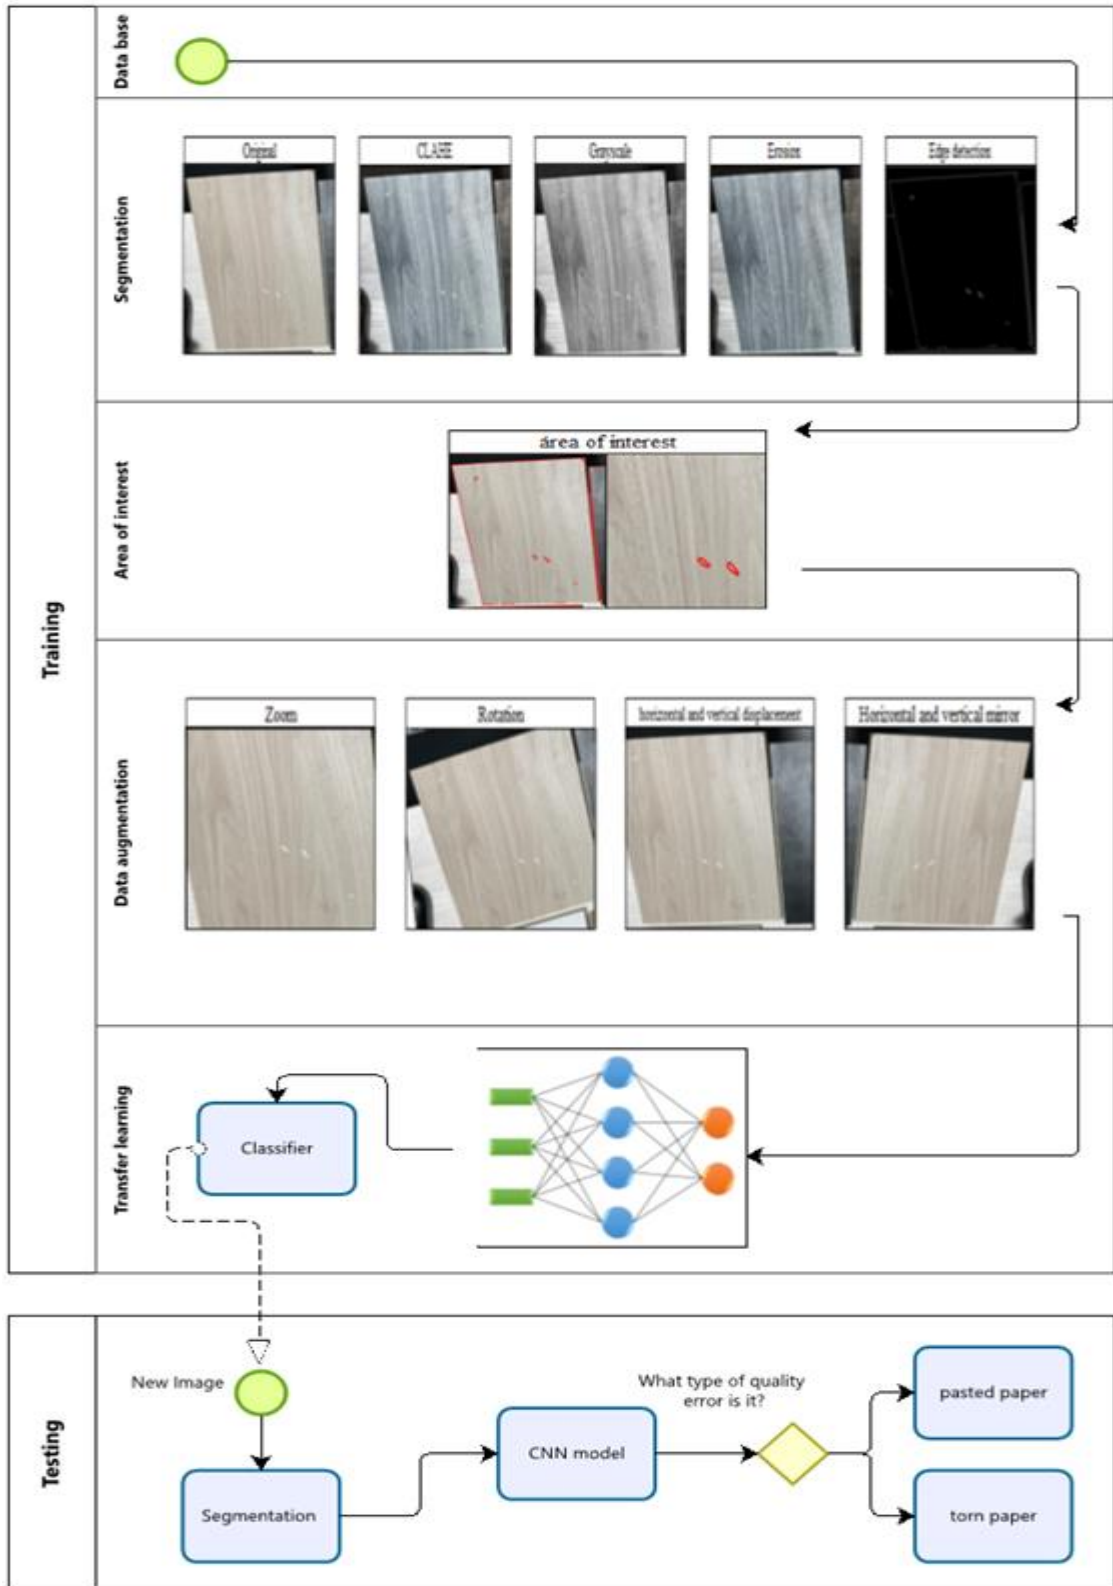 Training
Data base
Segmentation
Original
CLAHE
Grayscale
Erosion
Edge detection
Area of interest
área of interest
Data augmentation
Zoom
Rotation
horizontal and vertical displacement
Horizontal and vertical mirror
Transfer learning
Classifier
Testing
New Image
Segmentation
CNN model
What type of quality
error is it?
pasted paper
torn paper